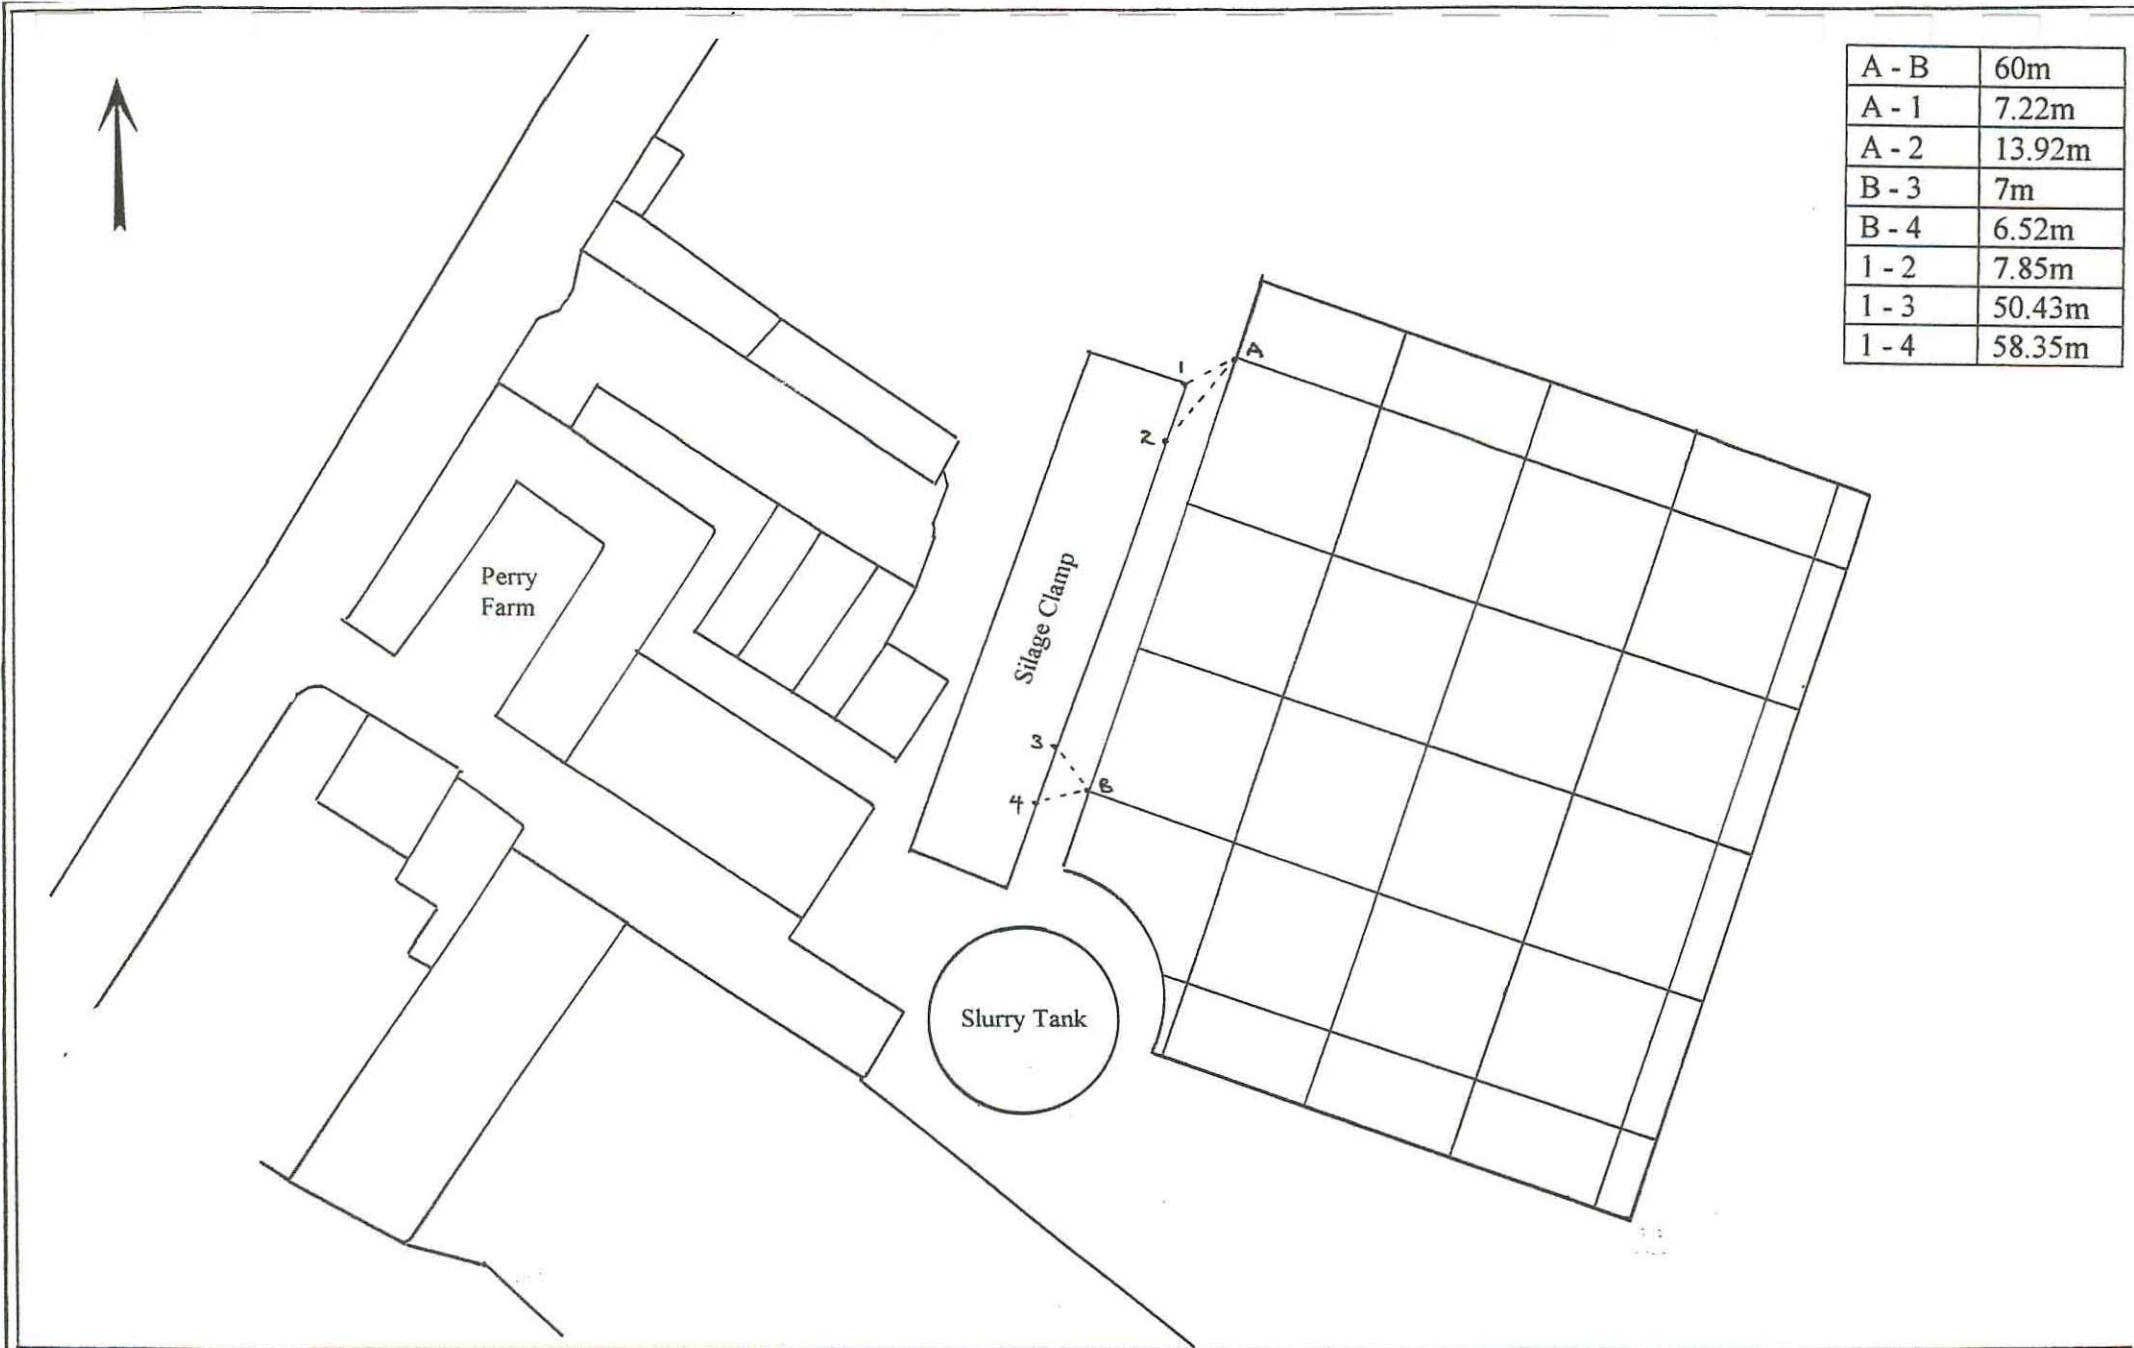 A - B 60m
A - 1 7.22m
A - 2 13.92m
B - 3 7m
B - 4 6.52m
1 - 2 7.85m
1 - 3 50.43m
1 - 4 58.35m
A
1
2
Perry
Farm
Silage Clamp
3
B
4
Slurry Tank